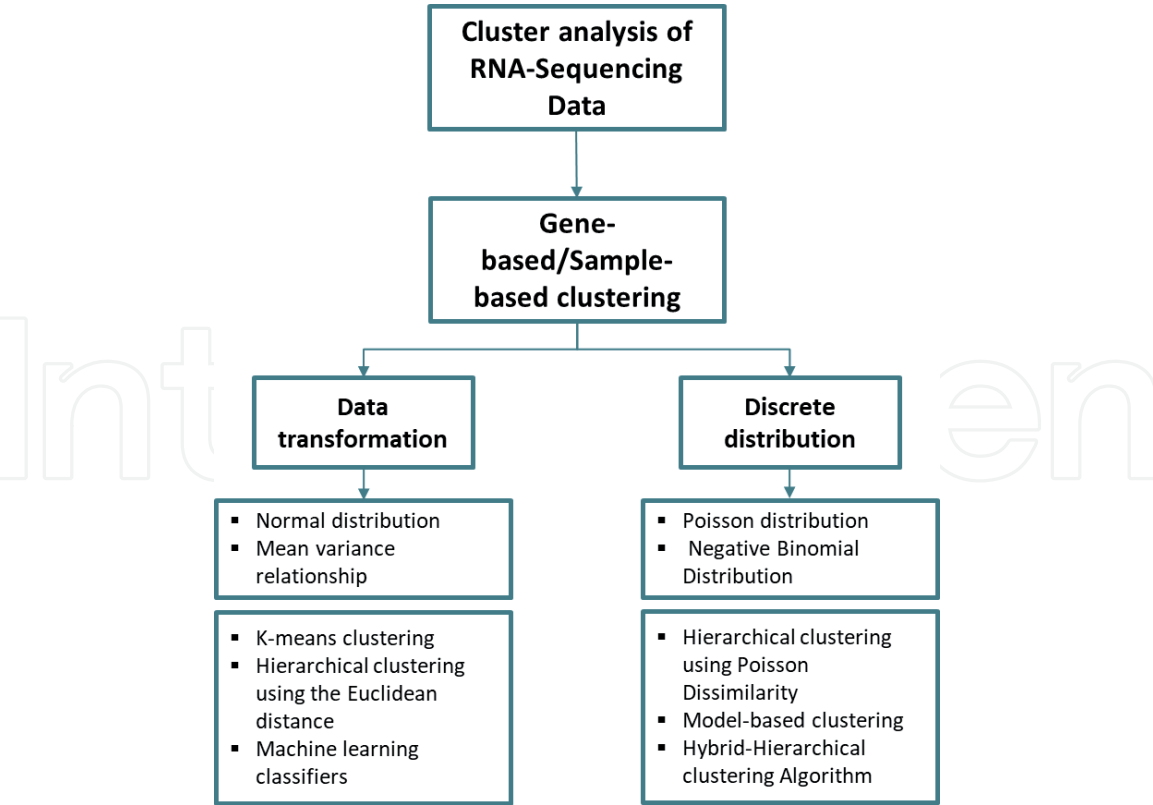 Cluster analysis of
RNA-Sequencing
Data
Gene-
based/Sample-
based clustering
Data
transformation
Discrete
distribution
▪ Normal distribution
▪ Mean variance
relationship
▪ Poisson distribution
▪ Negative Binomial
Distribution
▪ K-means clustering
▪ Hierarchical clustering
using the Euclidean
distance
▪ Machine learning
classifiers
▪ Hierarchical clustering
using Poisson
Dissimilarity
▪ Model-based clustering
▪ Hybrid-Hierarchical
clustering Algorithm